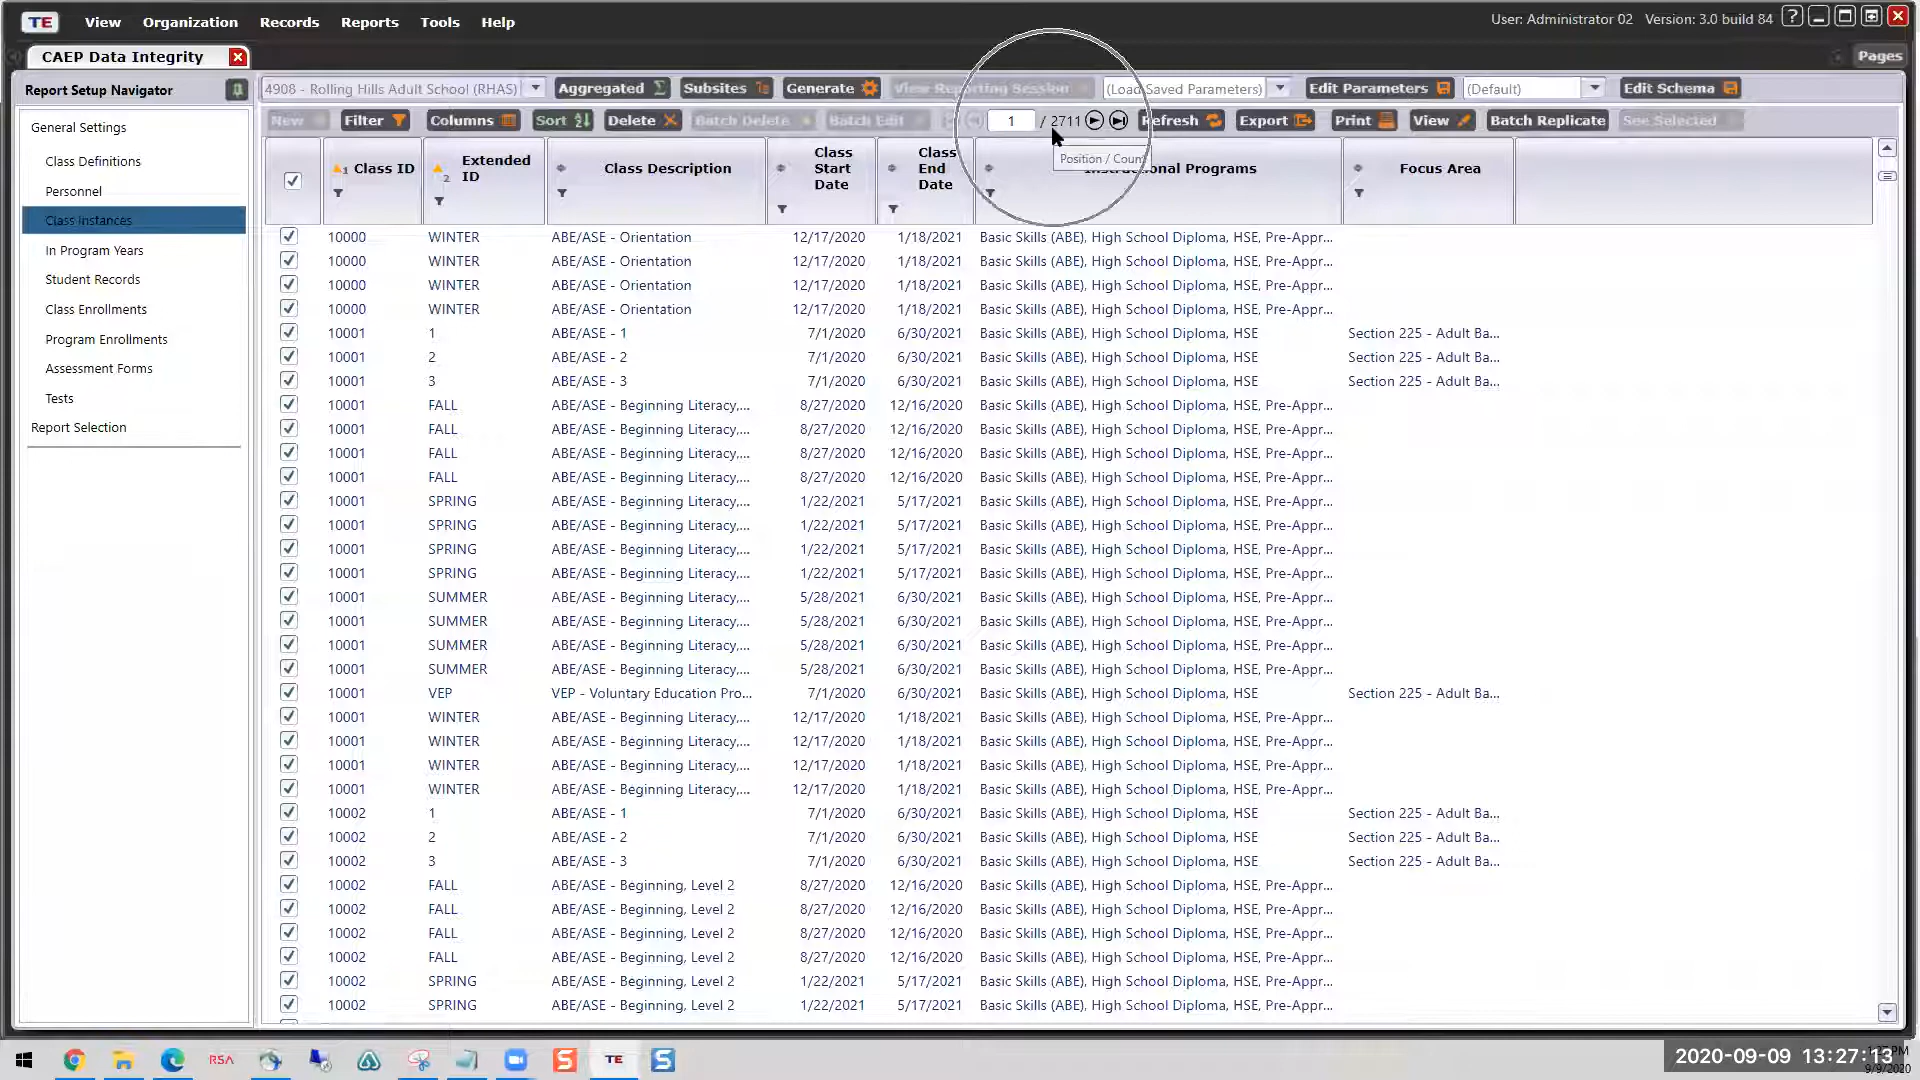 TE View Organization Records Reports Tools Help User: Administrator 02 Version: 3.0 build 84 ?
CAEP Data Integrity Pages
Report Setup Navigator
4908 - Rolling Hills Adult School (RHAS) Aggregated Subsites Generate View Reporting Session (Load Saved Parameters) Edit Parameters (Default) Edit Schema
New Filter Columns Sort Delete Batch Delete Batch Edit 1 / 2711 Refresh Export Print View Batch Replicate See Selected
Position / Count
General Settings
Class Definitions
Personnel
Class Instances
In Program Years
Student Records
Class Enrollments
Program Enrollments
Assessment Forms
Tests
Report Selection
1 Class ID 2 Extended ID Class Description Class Start Date Class End Date Instructional Programs Focus Area
10000 WINTER ABE/ASE - Orientation 12/17/2020 1/18/2021 Basic Skills (ABE), High School Diploma, HSE, Pre-Appr...
10000 WINTER ABE/ASE - Orientation 12/17/2020 1/18/2021 Basic Skills (ABE), High School Diploma, HSE, Pre-Appr...
10000 WINTER ABE/ASE - Orientation 12/17/2020 1/18/2021 Basic Skills (ABE), High School Diploma, HSE, Pre-Appr...
10000 WINTER ABE/ASE - Orientation 12/17/2020 1/18/2021 Basic Skills (ABE), High School Diploma, HSE, Pre-Appr...
10001 1 ABE/ASE - 1 7/1/2020 6/30/2021 Basic Skills (ABE), High School Diploma, HSE Section 225 - Adult Ba...
10001 2 ABE/ASE - 2 7/1/2020 6/30/2021 Basic Skills (ABE), High School Diploma, HSE Section 225 - Adult Ba...
10001 3 ABE/ASE - 3 7/1/2020 6/30/2021 Basic Skills (ABE), High School Diploma, HSE Section 225 - Adult Ba...
10001 FALL ABE/ASE - Beginning Literacy,... 8/27/2020 12/16/2020 Basic Skills (ABE), High School Diploma, HSE, Pre-Appr...
10001 FALL ABE/ASE - Beginning Literacy,... 8/27/2020 12/16/2020 Basic Skills (ABE), High School Diploma, HSE, Pre-Appr...
10001 FALL ABE/ASE - Beginning Literacy,... 8/27/2020 12/16/2020 Basic Skills (ABE), High School Diploma, HSE, Pre-Appr...
10001 FALL ABE/ASE - Beginning Literacy,... 8/27/2020 12/16/2020 Basic Skills (ABE), High School Diploma, HSE, Pre-Appr...
10001 SPRING ABE/ASE - Beginning Literacy,... 1/22/2021 5/17/2021 Basic Skills (ABE), High School Diploma, HSE, Pre-Appr...
10001 SPRING ABE/ASE - Beginning Literacy,... 1/22/2021 5/17/2021 Basic Skills (ABE), High School Diploma, HSE, Pre-Appr...
10001 SPRING ABE/ASE - Beginning Literacy,... 1/22/2021 5/17/2021 Basic Skills (ABE), High School Diploma, HSE, Pre-Appr...
10001 SPRING ABE/ASE - Beginning Literacy,... 1/22/2021 5/17/2021 Basic Skills (ABE), High School Diploma, HSE, Pre-Appr...
10001 SUMMER ABE/ASE - Beginning Literacy,... 5/28/2021 6/30/2021 Basic Skills (ABE), High School Diploma, HSE, Pre-Appr...
10001 SUMMER ABE/ASE - Beginning Literacy,... 5/28/2021 6/30/2021 Basic Skills (ABE), High School Diploma, HSE, Pre-Appr...
10001 SUMMER ABE/ASE - Beginning Literacy,... 5/28/2021 6/30/2021 Basic Skills (ABE), High School Diploma, HSE, Pre-Appr...
10001 SUMMER ABE/ASE - Beginning Literacy,... 5/28/2021 6/30/2021 Basic Skills (ABE), High School Diploma, HSE, Pre-Appr...
10001 VEP VEP - Voluntary Education Pro... 7/1/2020 6/30/2021 Basic Skills (ABE), High School Diploma, HSE Section 225 - Adult Ba...
10001 WINTER ABE/ASE - Beginning Literacy,... 12/17/2020 1/18/2021 Basic Skills (ABE), High School Diploma, HSE, Pre-Appr...
10001 WINTER ABE/ASE - Beginning Literacy,... 12/17/2020 1/18/2021 Basic Skills (ABE), High School Diploma, HSE, Pre-Appr...
10001 WINTER ABE/ASE - Beginning Literacy,... 12/17/2020 1/18/2021 Basic Skills (ABE), High School Diploma, HSE, Pre-Appr...
10001 WINTER ABE/ASE - Beginning Literacy,... 12/17/2020 1/18/2021 Basic Skills (ABE), High School Diploma, HSE, Pre-Appr...
10002 1 ABE/ASE - 1 7/1/2020 6/30/2021 Basic Skills (ABE), High School Diploma, HSE Section 225 - Adult Ba...
10002 2 ABE/ASE - 2 7/1/2020 6/30/2021 Basic Skills (ABE), High School Diploma, HSE Section 225 - Adult Ba...
10002 3 ABE/ASE - 3 7/1/2020 6/30/2021 Basic Skills (ABE), High School Diploma, HSE Section 225 - Adult Ba...
10002 FALL ABE/ASE - Beginning, Level 2 8/27/2020 12/16/2020 Basic Skills (ABE), High School Diploma, HSE, Pre-Appr...
10002 FALL ABE/ASE - Beginning, Level 2 8/27/2020 12/16/2020 Basic Skills (ABE), High School Diploma, HSE, Pre-Appr...
10002 FALL ABE/ASE - Beginning, Level 2 8/27/2020 12/16/2020 Basic Skills (ABE), High School Diploma, HSE, Pre-Appr...
10002 FALL ABE/ASE - Beginning, Level 2 8/27/2020 12/16/2020 Basic Skills (ABE), High School Diploma, HSE, Pre-Appr...
10002 SPRING ABE/ASE - Beginning, Level 2 1/22/2021 5/17/2021 Basic Skills (ABE), High School Diploma, HSE, Pre-Appr...
10002 SPRING ABE/ASE - Beginning, Level 2 1/22/2021 5/17/2021 Basic Skills (ABE), High School Diploma, HSE, Pre-Appr...
RSA S TE S 2020-09-09 13:27:13
9/9/2020